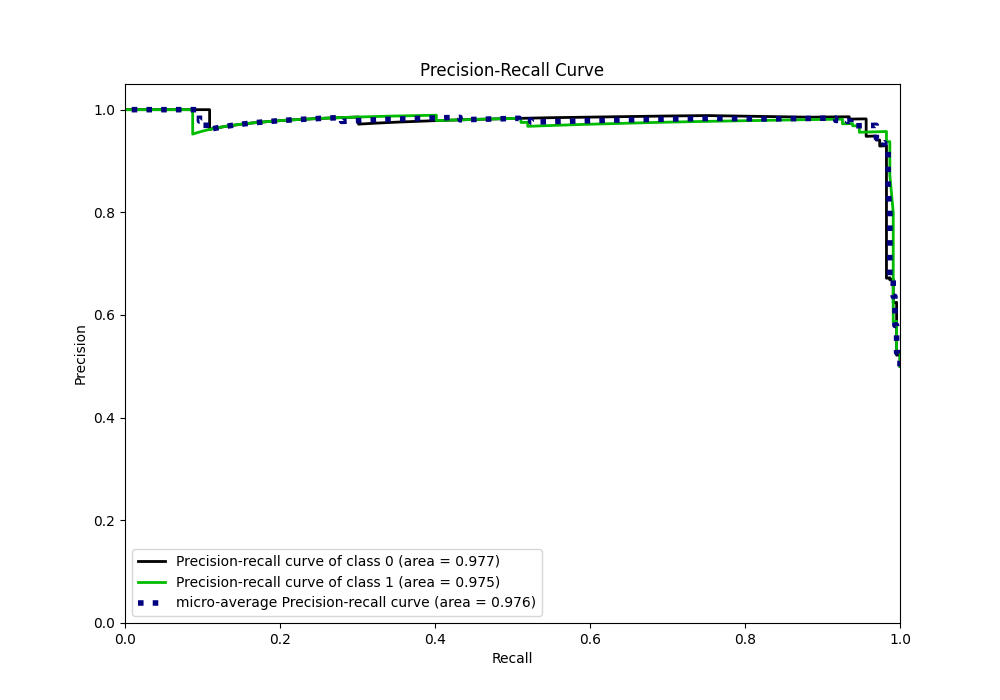 Precision-Recall Curve
1.0
0.8
0.6
0.4
0.2
0.0
Precision
Precision-recall curve of class 0 (area = 0.977)
Precision-recall curve of class 1 (area = 0.975)
micro-average Precision-recall curve (area = 0.976)
0.0 0.2 0.4 0.6 0.8 1.0
Recall